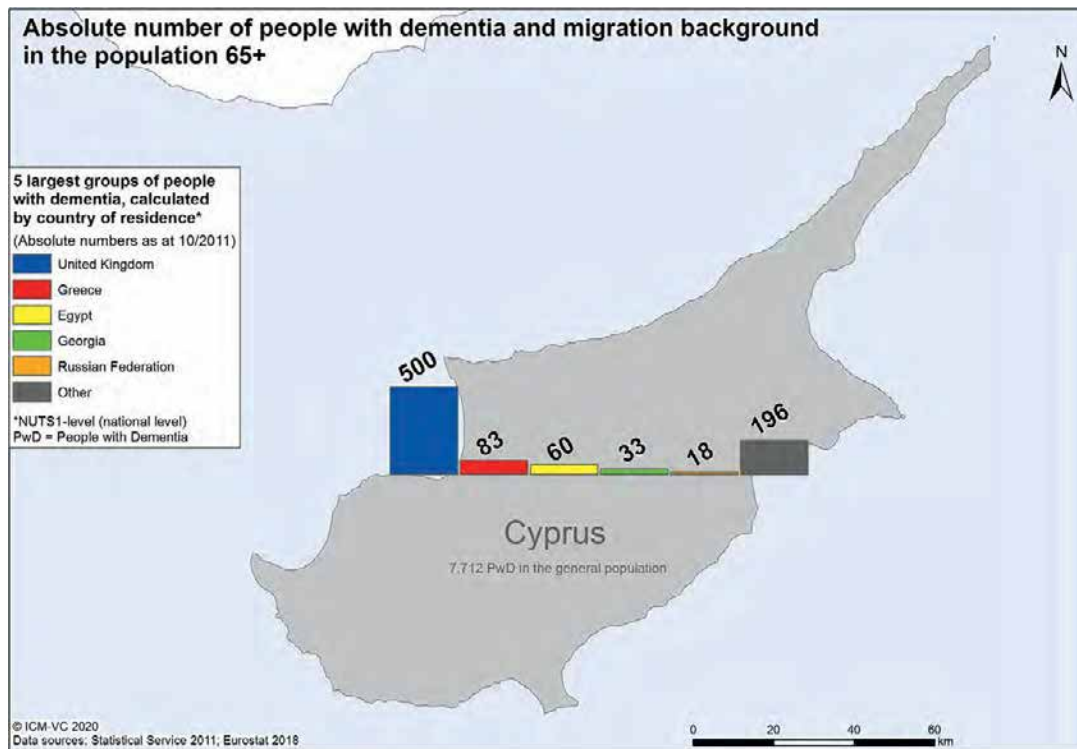 Absolute number of people with dementia and migration background
in the population 65+
N
5 largest groups of people
with dementia, calculated
by country of residence*
(Absolute numbers as at 10/2011)
United Kingdom
Greece
Egypt
Georgia
Russian Federation
Other
*NUTS1-level (national level)
PwD = People with Dementia
500
83
60
33
18
196
Cyprus
7.712 PwD in the general population
© ICM-VC 2020
Data sources: Statistical Service 2011; Eurostat 2018
0 20 40 60
km